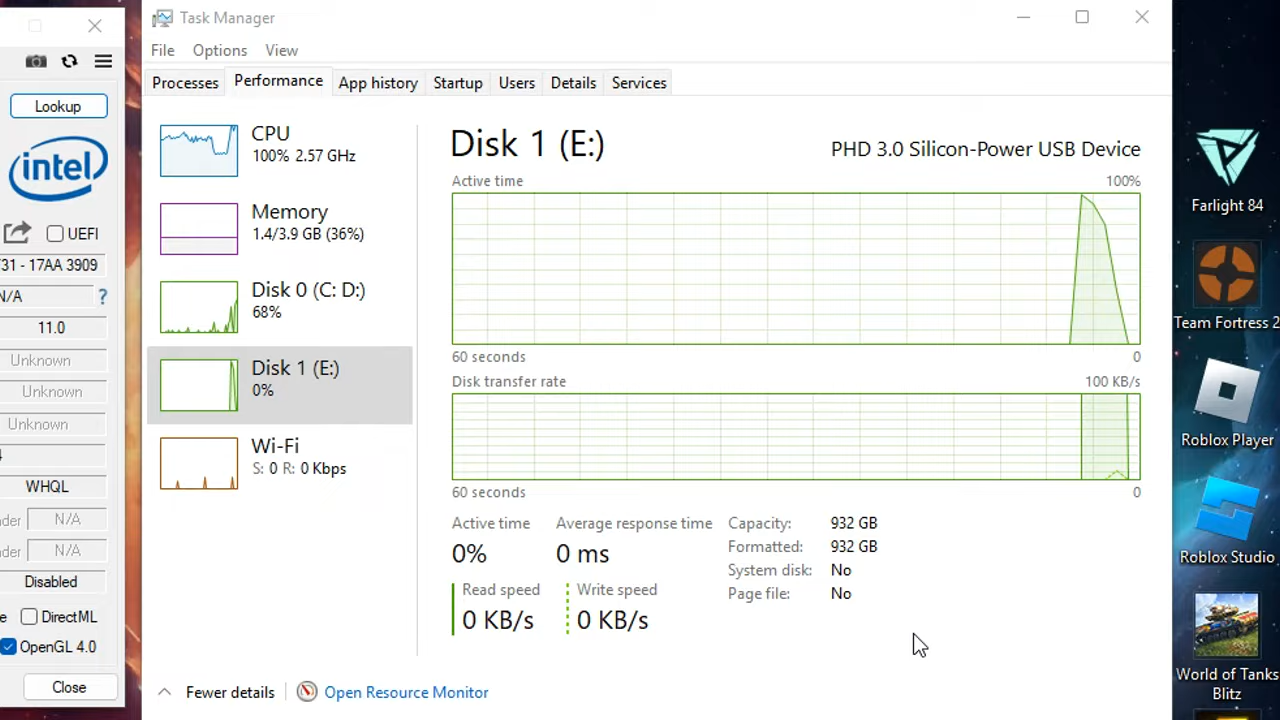 Lookup
intel
UEFI
31 - 17AA 3909
N/A
?
11.0
Unknown
Unknown
Unknown
4
WHQL
N/A
N/A
Disabled
DirectML
OpenGL 4.0
Close
Task Manager
File Options View
Processes Performance App history Startup Users Details Services
CPU
100% 2.57 GHz
Memory
1.4/3.9 GB (36%)
Disk 0 (C: D:)
68%
Disk 1 (E:)
0%
Wi-Fi
S: 0 R: 0 Kbps
Disk 1 (E:)
PHD 3.0 Silicon-Power USB Device
Active time 100%
60 seconds 0
Disk transfer rate 100 KB/s
60 seconds 0
Active time Average response time
0% 0 ms
Read speed Write speed
0 KB/s 0 KB/s
Capacity: 932 GB
Formatted: 932 GB
System disk: No
Page file: No
Fewer details Open Resource Monitor
Farlight 84
Team Fortress 2
Roblox Player
Roblox Studio
World of Tanks
Blitz